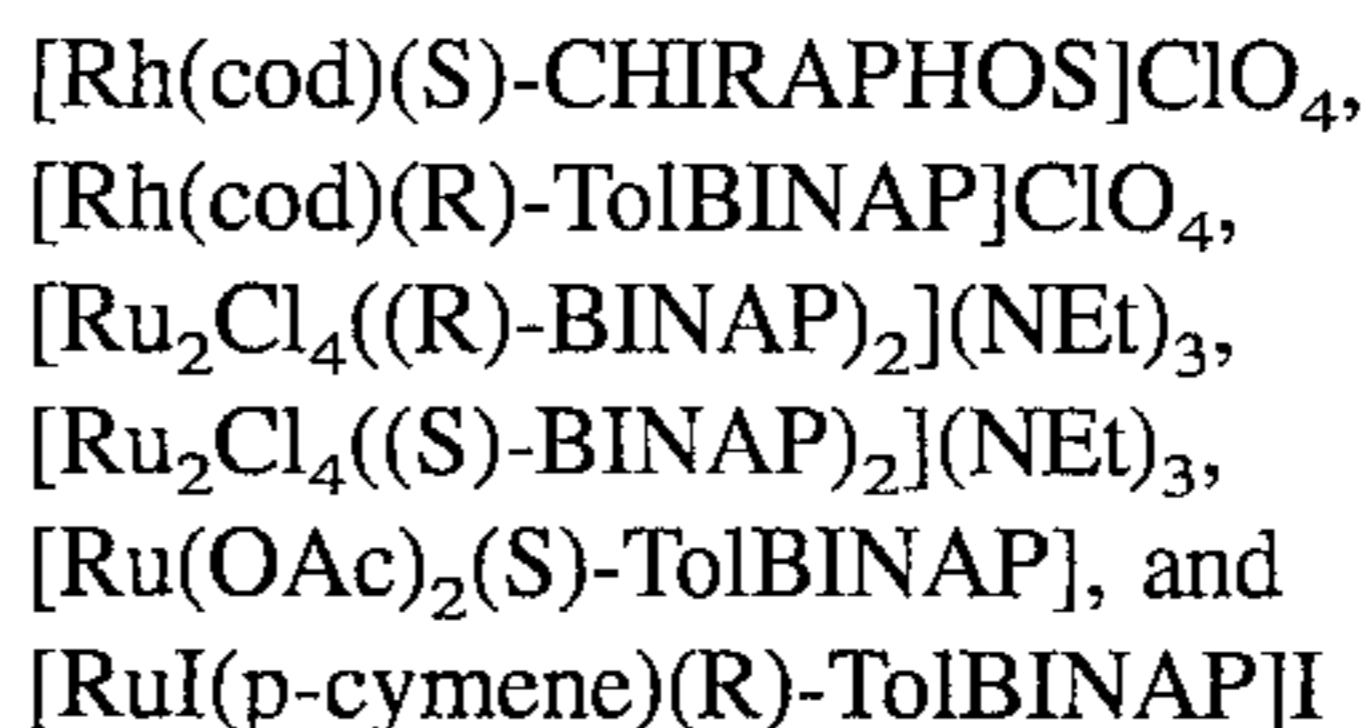 [Rh(cod)(S)-CHIRAPHOS]ClO₄,
[Rh(cod)(R)-TolBINAP]ClO₄,
[Ru₂Cl₄((R)-BINAP)₂](NEt)₃,
[Ru₂Cl₄((S)-BINAP)₂](NEt)₃,
[Ru(OAc)₂(S)-TolBINAP], and
[RuI(p-cymene)(R)-TolBINAP]I